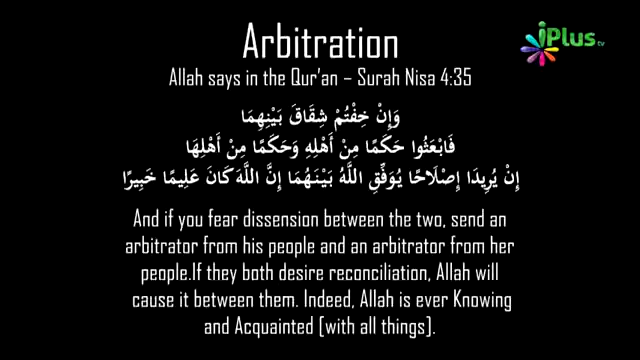 Arbitration
iPlus tv
Allah says in the Qur'an – Surah Nisa 4:35
وَإِنْ خِفْتُمْ شِقَاقَ بَيْنِهِمَا
فَابْعَثُوا حَكَمًا مِنْ أَهْلِهِ وَحَكَمًا مِنْ أَهْلِهَا
إِنْ يُرِيدَا إِصْلَاحًا يُوَفِّقِ اللَّهُ بَيْنَهُمَا إِنَّ اللَّهَ كَانَ عَلِيمًا خَبِيرًا
And if you fear dissension between the two, send an
arbitrator from his people and an arbitrator from her
people.If they both desire reconciliation, Allah will
cause it between them. Indeed, Allah is ever Knowing
and Acquainted [with all things].